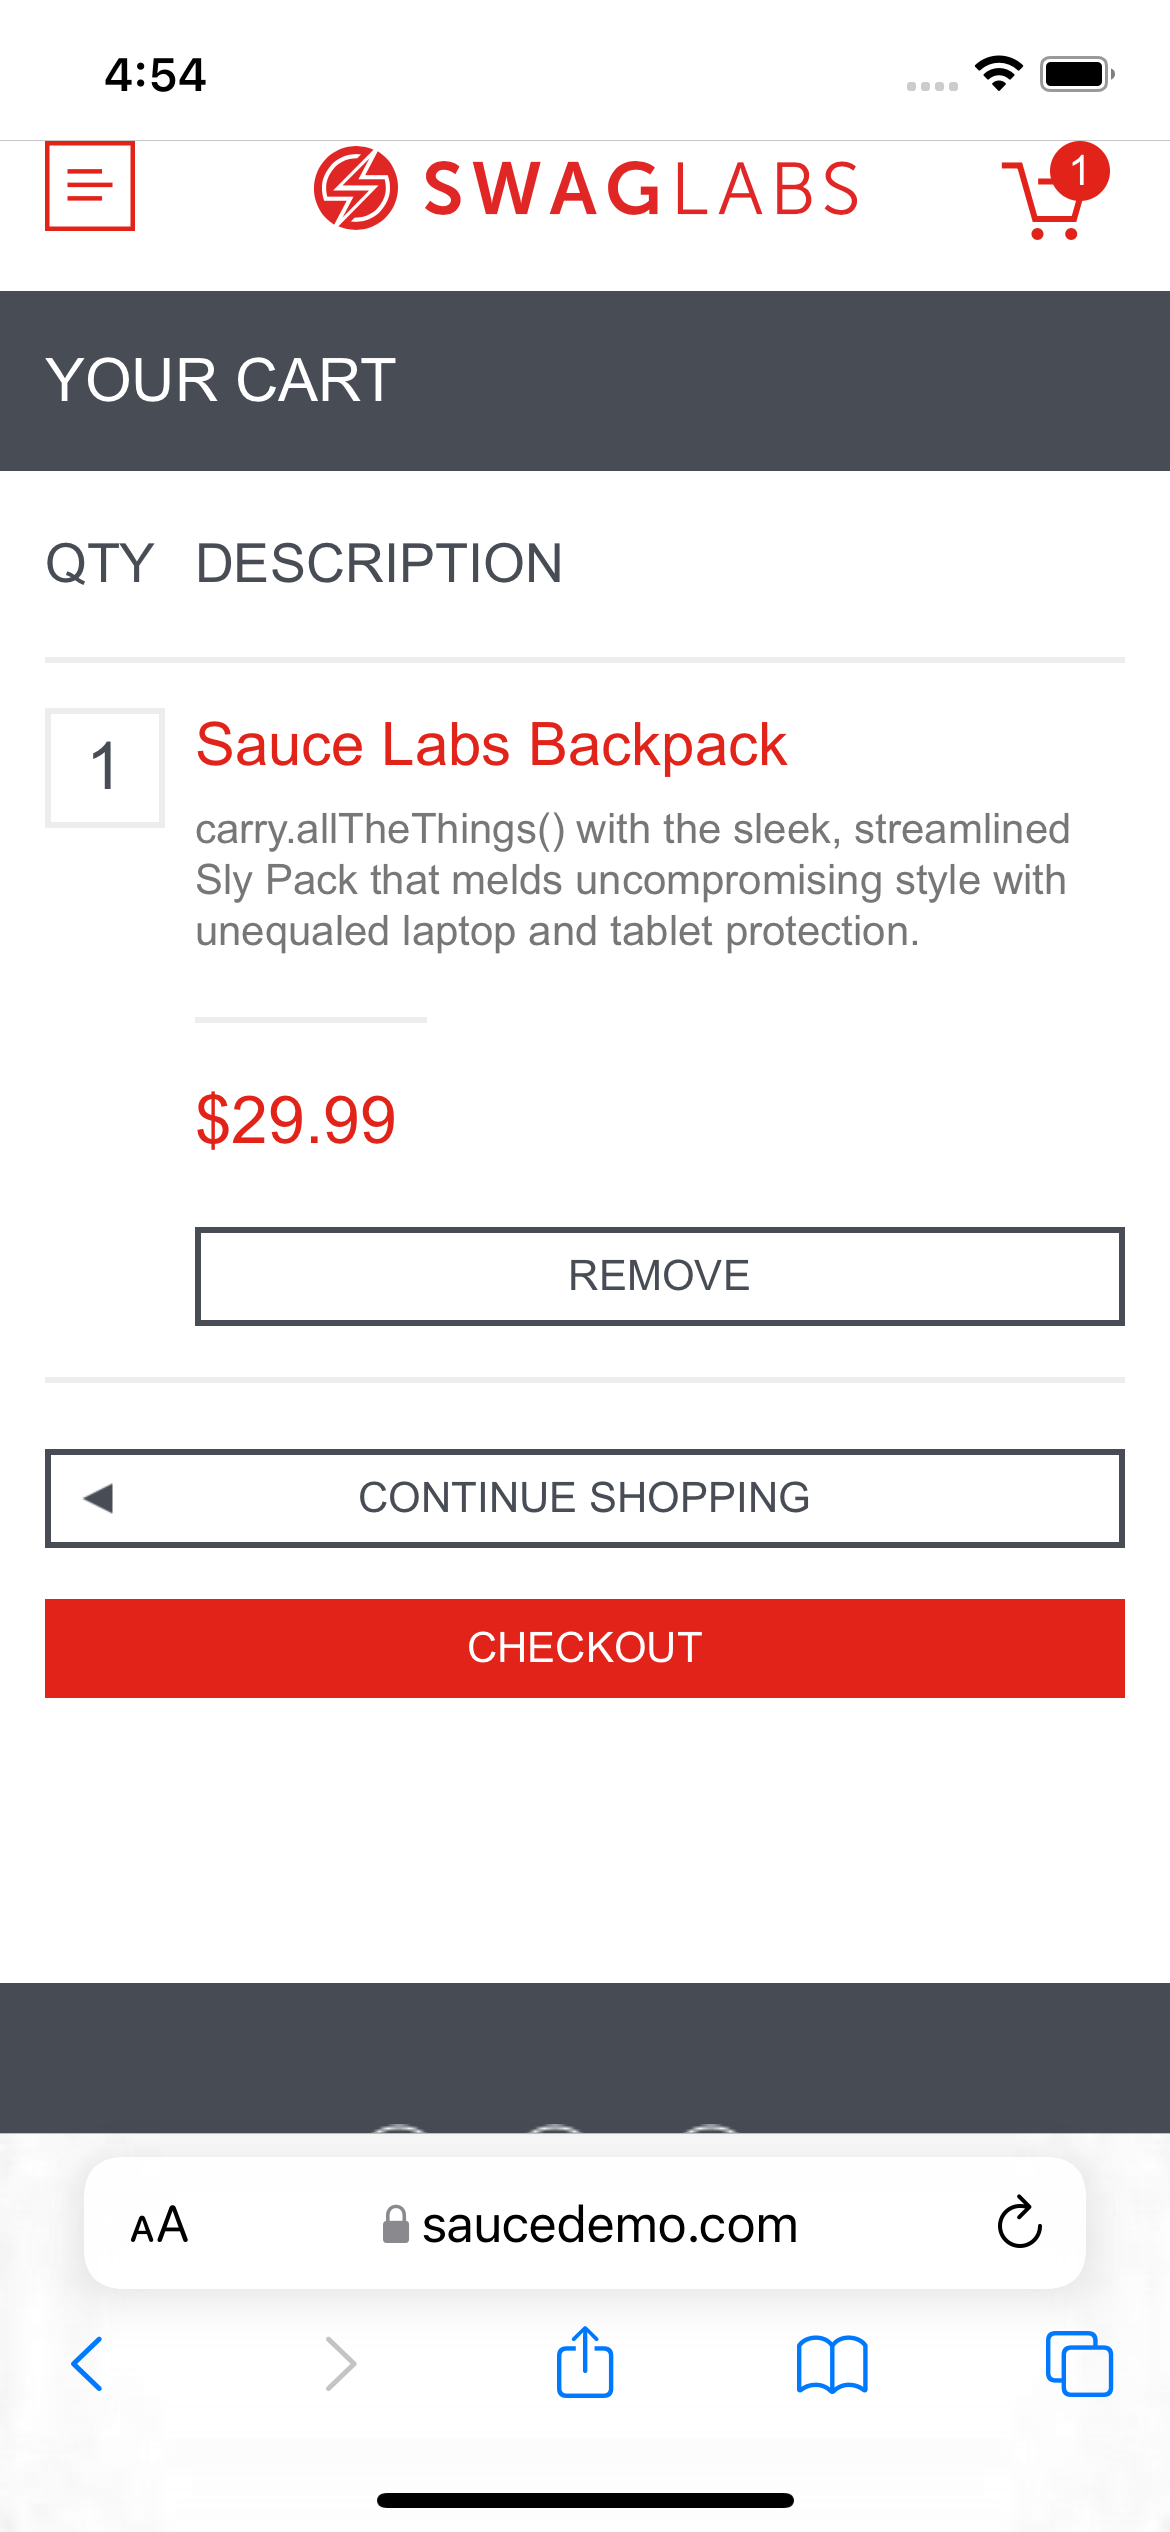 4:54
SWAGLABS
1
YOUR CART
QTY DESCRIPTION
1
Sauce Labs Backpack
carry.allTheThings() with the sleek, streamlined
Sly Pack that melds uncompromising style with
unequaled laptop and tablet protection.
$29.99
REMOVE
CONTINUE SHOPPING
CHECKOUT
AA
saucedemo.com